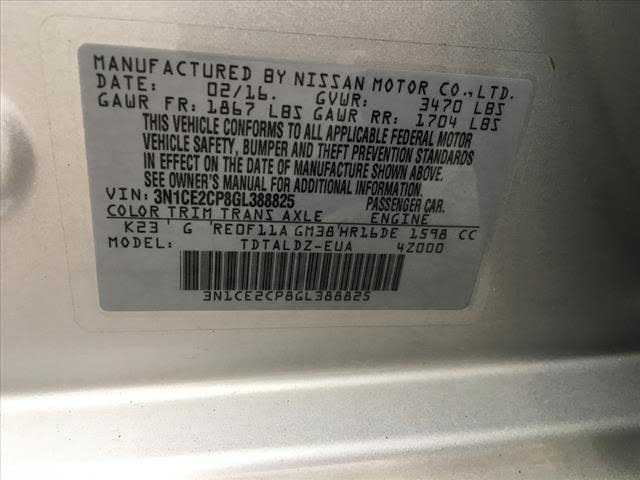 MANUFACTURED BY NISSAN MOTOR CO.,LTD.
DATE: 02/16. GVWR: 3470 LBS
GAWR FR: 1867 LBS GAWR RR: 1704 LBS
THIS VEHICLE CONFORMS TO ALL APPLICABLE FEDERAL MOTOR
VEHICLE SAFETY, BUMPER AND THEFT PREVENTION STANDARDS
IN EFFECT ON THE DATE OF MANUFACTURE SHOWN ABOVE.
SEE OWNER'S MANUAL FOR ADDITIONAL INFORMATION.
VIN: 3N1CE2CP8GL388825 PASSENGER CAR.
COLOR TRIM TRANS AXLE ENGINE
K23 G RE0F11A GM38 HR16DE 1598 CC
MODEL: TDTALDZ-EUA 42000
3N1CE2CP8GL388825